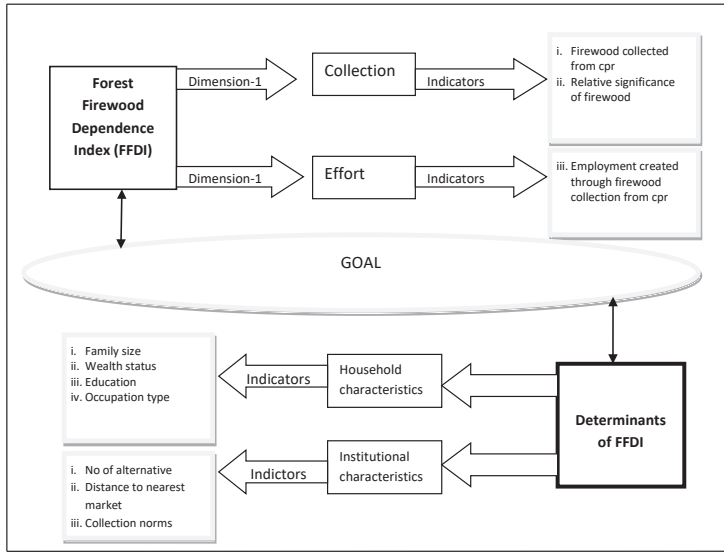 Forest
Firewood
Dependence
Index (FFDI)
Dimension-1
Collection
Indicators
i. Firewood collected
from cpr
ii. Relative significance
of firewood
Dimension-1
Effort
Indicators
iii. Employment created
through firewood
collection from cpr
GOAL
i. Family size
ii. Wealth status
iii. Education
iv. Occupation type
Indicators
Household
characteristics
Determinants
of FFDI
i. No of alternative
ii. Distance to nearest
market
iii. Collection norms
Indictors
Institutional
characteristics